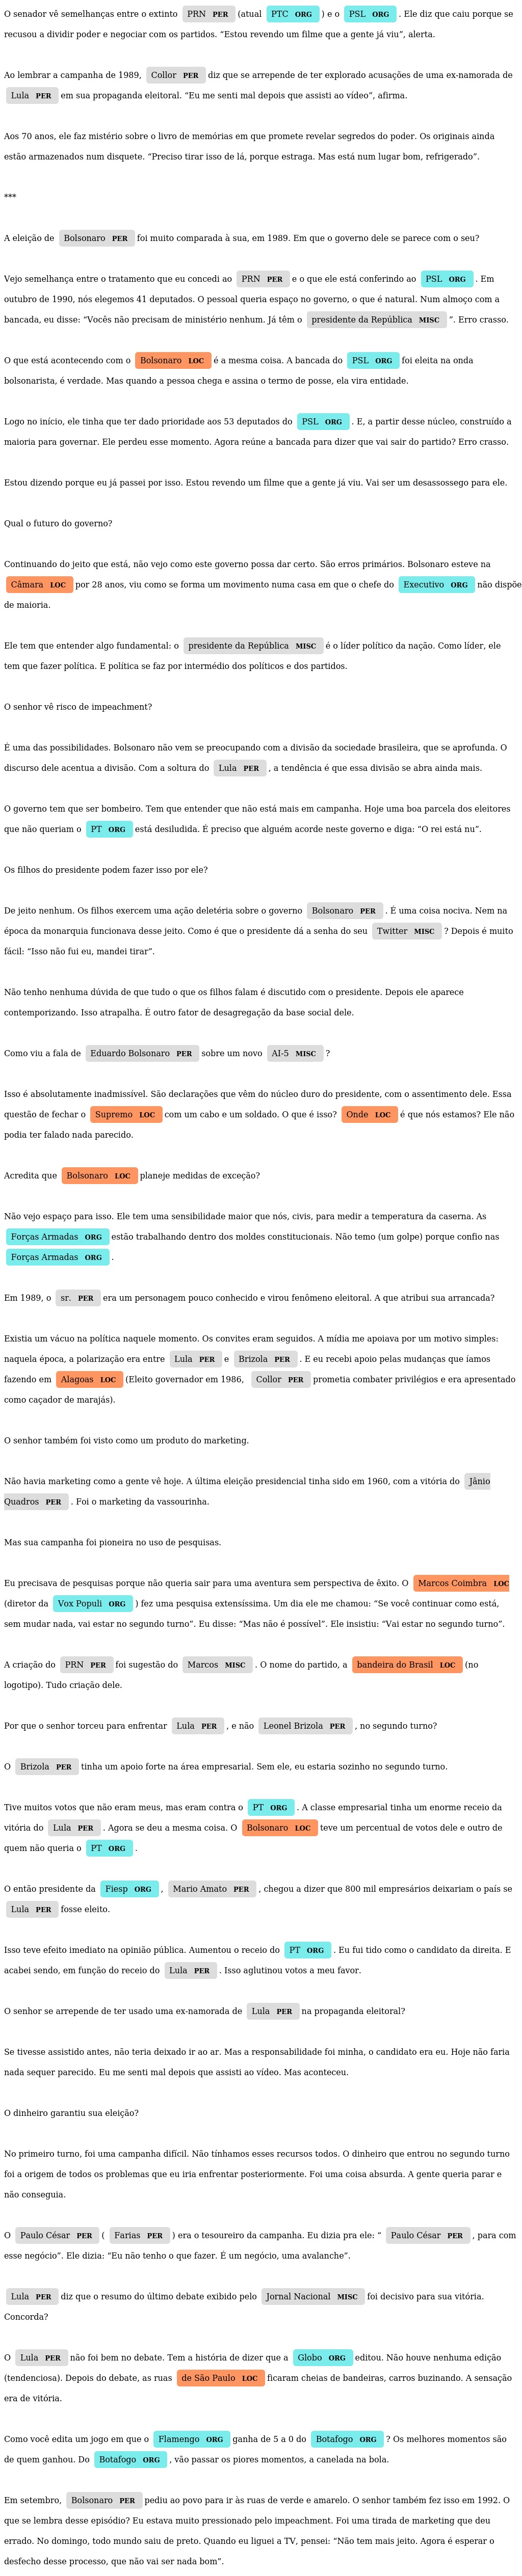 O senador vê semelhanças entre o extinto PRN PER (atual PTC ORG ) e o PSL ORG . Ele diz que caiu porque se
recusou a dividir poder e negociar com os partidos. “Estou revendo um filme que a gente já viu”, alerta.
Ao lembrar a campanha de 1989, Collor PER diz que se arrepende de ter explorado acusações de uma ex-namorada de
Lula PER em sua propaganda eleitoral. “Eu me senti mal depois que assisti ao vídeo”, afirma.
Aos 70 anos, ele faz mistério sobre o livro de memórias em que promete revelar segredos do poder. Os originais ainda
estão armazenados num disquete. “Preciso tirar isso de lá, porque estraga. Mas está num lugar bom, refrigerado”.
***
A eleição de Bolsonaro PER foi muito comparada à sua, em 1989. Em que o governo dele se parece com o seu?
Vejo semelhança entre o tratamento que eu concedi ao PRN PER e o que ele está conferindo ao PSL ORG . Em
outubro de 1990, nós elegemos 41 deputados. O pessoal queria espaço no governo, o que é natural. Num almoço com a
bancada, eu disse: “Vocês não precisam de ministério nenhum. Já têm o presidente da República MISC ”. Erro crasso.
O que está acontecendo com o Bolsonaro LOC é a mesma coisa. A bancada do PSL ORG foi eleita na onda
bolsonarista, é verdade. Mas quando a pessoa chega e assina o termo de posse, ela vira entidade.
Logo no início, ele tinha que ter dado prioridade aos 53 deputados do PSL ORG . E, a partir desse núcleo, construído a
maioria para governar. Ele perdeu esse momento. Agora reúne a bancada para dizer que vai sair do partido? Erro crasso.
Estou dizendo porque eu já passei por isso. Estou revendo um filme que a gente já viu. Vai ser um desassossego para ele.
Qual o futuro do governo?
Continuando do jeito que está, não vejo como este governo possa dar certo. São erros primários. Bolsonaro esteve na
Câmara LOC por 28 anos, viu como se forma um movimento numa casa em que o chefe do Executivo ORG não dispõe
de maioria.
Ele tem que entender algo fundamental: o presidente da República MISC é o líder político da nação. Como líder, ele
tem que fazer política. E política se faz por intermédio dos políticos e dos partidos.
O senhor vê risco de impeachment?
É uma das possibilidades. Bolsonaro não vem se preocupando com a divisão da sociedade brasileira, que se aprofunda. O
discurso dele acentua a divisão. Com a soltura do Lula PER , a tendência é que essa divisão se abra ainda mais.
O governo tem que ser bombeiro. Tem que entender que não está mais em campanha. Hoje uma boa parcela dos eleitores
que não queriam o PT ORG está desiludida. É preciso que alguém acorde neste governo e diga: “O rei está nu”.
Os filhos do presidente podem fazer isso por ele?
De jeito nenhum. Os filhos exercem uma ação deletéria sobre o governo Bolsonaro PER . É uma coisa nociva. Nem na
época da monarquia funcionava desse jeito. Como é que o presidente dá a senha do seu Twitter MISC ? Depois é muito
fácil: “Isso não fui eu, mandei tirar”.
Não tenho nenhuma dúvida de que tudo o que os filhos falam é discutido com o presidente. Depois ele aparece
contemporizando. Isso atrapalha. É outro fator de desagregação da base social dele.
Como viu a fala de Eduardo Bolsonaro PER sobre um novo AI-5 MISC ?
Isso é absolutamente inadmissível. São declarações que vêm do núcleo duro do presidente, com o assentimento dele. Essa
questão de fechar o Supremo LOC com um cabo e um soldado. O que é isso? Onde LOC é que nós estamos? Ele não
podia ter falado nada parecido.
Acredita que Bolsonaro LOC planeje medidas de exceção?
Não vejo espaço para isso. Ele tem uma sensibilidade maior que nós, civis, para medir a temperatura da caserna. As
Forças Armadas ORG estão trabalhando dentro dos moldes constitucionais. Não temo (um golpe) porque confio nas
Forças Armadas ORG .
Em 1989, o sr. PER era um personagem pouco conhecido e virou fenômeno eleitoral. A que atribui sua arrancada?
Existia um vácuo na política naquele momento. Os convites eram seguidos. A mídia me apoiava por um motivo simples:
naquela época, a polarização era entre Lula PER e Brizola PER . E eu recebi apoio pelas mudanças que íamos
fazendo em Alagoas LOC (Eleito governador em 1986, Collor PER prometia combater privilégios e era apresentado
como caçador de marajás).
O senhor também foi visto como um produto do marketing.
Não havia marketing como a gente vê hoje. A última eleição presidencial tinha sido em 1960, com a vitória do Jânio
Quadros PER . Foi o marketing da vassourinha.
Mas sua campanha foi pioneira no uso de pesquisas.
Eu precisava de pesquisas porque não queria sair para uma aventura sem perspectiva de êxito. O Marcos Coimbra LOC
(diretor da Vox Populi ORG ) fez uma pesquisa extensíssima. Um dia ele me chamou: “Se você continuar como está,
sem mudar nada, vai estar no segundo turno”. Eu disse: “Mas não é possível”. Ele insistiu: “Vai estar no segundo turno”.
A criação do PRN PER foi sugestão do Marcos MISC . O nome do partido, a bandeira do Brasil LOC (no
logotipo). Tudo criação dele.
Por que o senhor torceu para enfrentar Lula PER , e não Leonel Brizola PER , no segundo turno?
O Brizola PER tinha um apoio forte na área empresarial. Sem ele, eu estaria sozinho no segundo turno.
Tive muitos votos que não eram meus, mas eram contra o PT ORG . A classe empresarial tinha um enorme receio da
vitória do Lula PER . Agora se deu a mesma coisa. O Bolsonaro LOC teve um percentual de votos dele e outro de
quem não queria o PT ORG .
O então presidente da Fiesp ORG , Mario Amato PER , chegou a dizer que 800 mil empresários deixariam o país se
Lula PER fosse eleito.
Isso teve efeito imediato na opinião pública. Aumentou o receio do PT ORG . Eu fui tido como o candidato da direita. E
acabei sendo, em função do receio do Lula PER . Isso aglutinou votos a meu favor.
O senhor se arrepende de ter usado uma ex-namorada de Lula PER na propaganda eleitoral?
Se tivesse assistido antes, não teria deixado ir ao ar. Mas a responsabilidade foi minha, o candidato era eu. Hoje não faria
nada sequer parecido. Eu me senti mal depois que assisti ao vídeo. Mas aconteceu.
O dinheiro garantiu sua eleição?
No primeiro turno, foi uma campanha difícil. Não tínhamos esses recursos todos. O dinheiro que entrou no segundo turno
foi a origem de todos os problemas que eu iria enfrentar posteriormente. Foi uma coisa absurda. A gente queria parar e
não conseguia.
O Paulo César PER ( Farias PER ) era o tesoureiro da campanha. Eu dizia pra ele: “ Paulo César PER , para com
esse negócio”. Ele dizia: “Eu não tenho o que fazer. É um negócio, uma avalanche”.
Lula PER diz que o resumo do último debate exibido pelo Jornal Nacional MISC foi decisivo para sua vitória.
Concorda?
O Lula PER não foi bem no debate. Tem a história de dizer que a Globo ORG editou. Não houve nenhuma edição
(tendenciosa). Depois do debate, as ruas de São Paulo LOC ficaram cheias de bandeiras, carros buzinando. A sensação
era de vitória.
Como você edita um jogo em que o Flamengo ORG ganha de 5 a 0 do Botafogo ORG ? Os melhores momentos são
de quem ganhou. Do Botafogo ORG , vão passar os piores momentos, a canelada na bola.
Em setembro, Bolsonaro PER pediu ao povo para ir às ruas de verde e amarelo. O senhor também fez isso em 1992. O
que se lembra desse episódio? Eu estava muito pressionado pelo impeachment. Foi uma tirada de marketing que deu
errado. No domingo, todo mundo saiu de preto. Quando eu liguei a TV, pensei: “Não tem mais jeito. Agora é esperar o
desfecho desse processo, que não vai ser nada bom”.